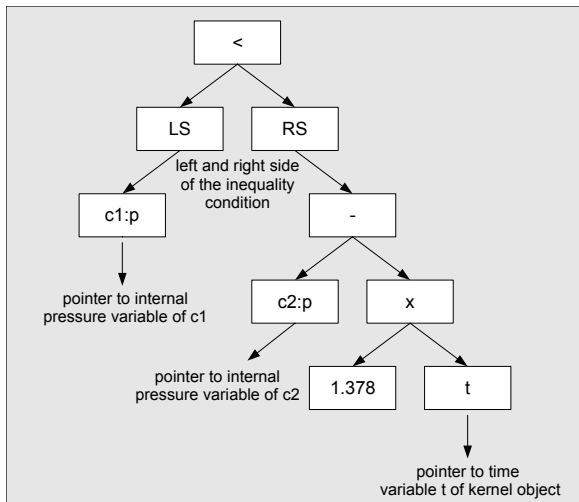 <
LS
RS
left and right side
of the inequality
condition
c1:p
-
pointer to internal
pressure variable of c1
c2:p
x
pointer to internal
pressure variable of c2
1.378
t
pointer to time
variable t of kernel object